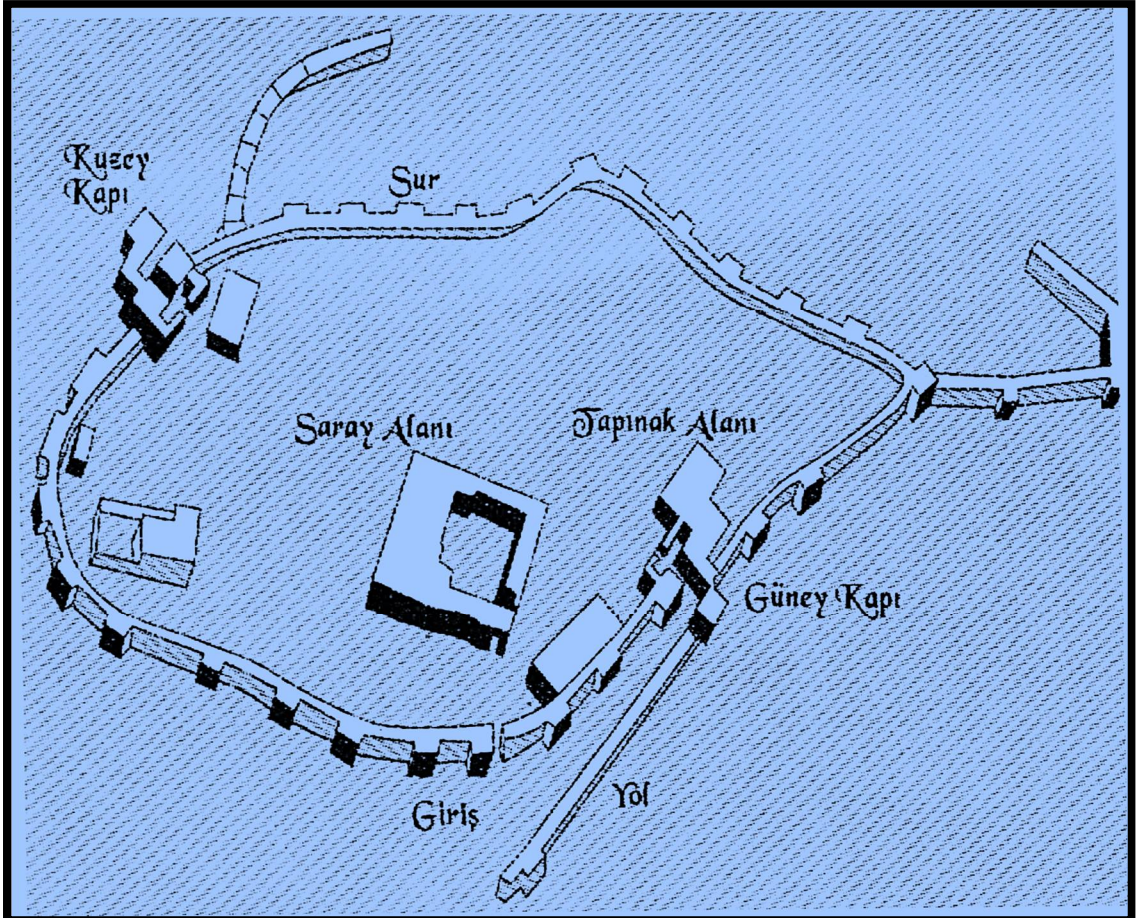 Kuzey
Kapı
Sur
Saray Alanı
Tapınak Alanı
Güney Kapı
Yol
Giriş